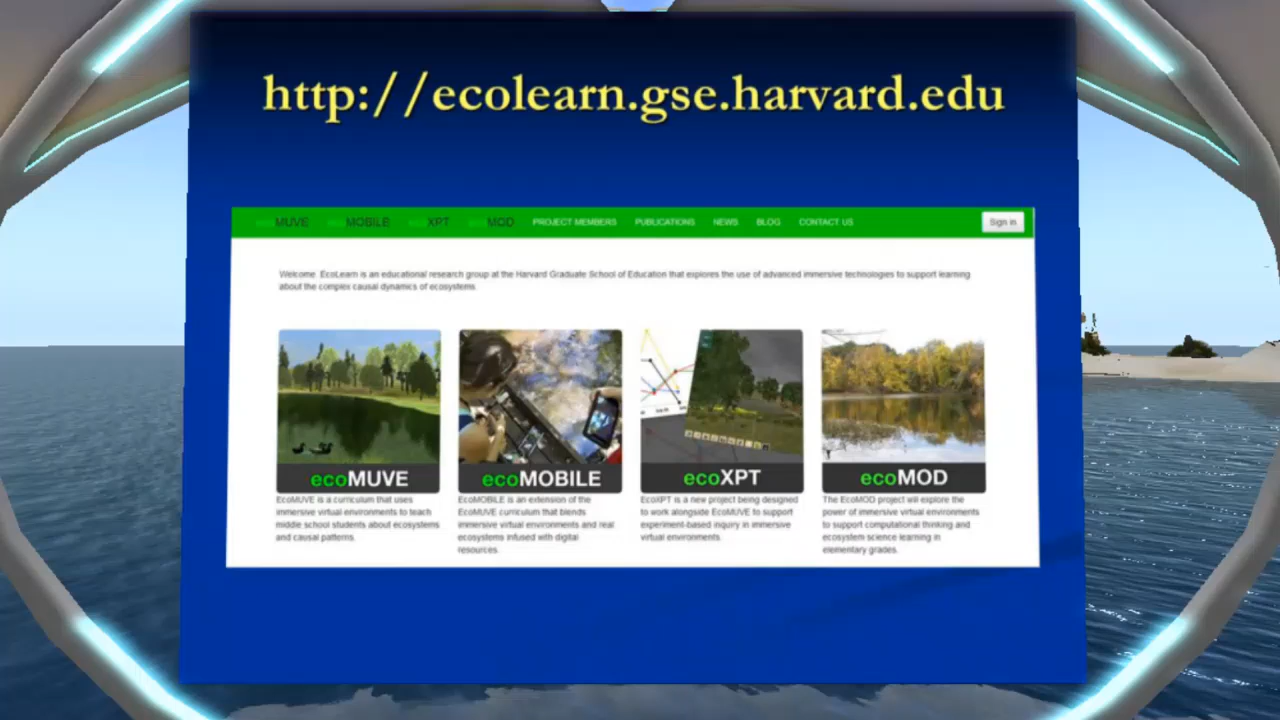 http://ecolearn.gse.harvard.edu
MUVE MOBILE XPT MOD PROJECT MEMBERS PUBLICATIONS NEWS BLOG CONTACT US Sign in
Welcome. EcoLearn is an educational research group at the Harvard Graduate School of Education that explores the use of advanced immersive technologies to support learning
about the complex causal dynamics of ecosystems.
ecoMUVE
EcoMUVE is a curriculum that uses
immersive virtual environments to teach
middle school students about ecosystems
and causal patterns.
ecoMOBILE
EcoMOBILE is an extension of the
EcoMUVE curriculum that blends
immersive virtual environments and real
ecosystems infused with digital
resources.
ecoXPT
EcoXPT is a new project being designed
to work alongside EcoMUVE to support
experiment-based inquiry in immersive
virtual environments.
ecoMOD
The EcoMOD project will explore the
power of immersive virtual environments
to support computational thinking and
ecosystem science learning in
elementary grades.